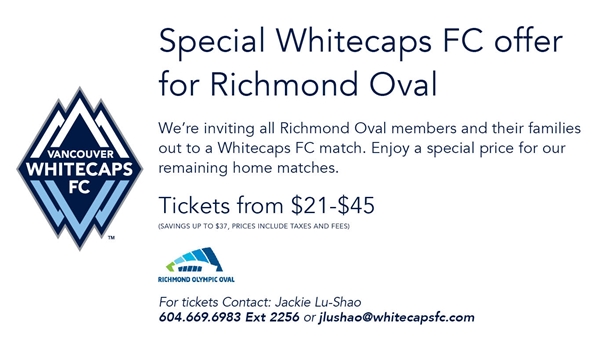 Special Whitecaps FC offer
for Richmond Oval
We're inviting all Richmond Oval members and their families
out to a Whitecaps FC match. Enjoy a special price for our
remaining home matches.
VANCOUVER
WHITECAPS
FC
™
Tickets from $21-$45
(SAVINGS UP TO $37, PRICES INCLUDE TAXES AND FEES)
RICHMOND OLYMPIC OVAL
For tickets Contact: Jackie Lu-Shao
604.669.6983 Ext 2256 or jlushao@whitecapsfc.com